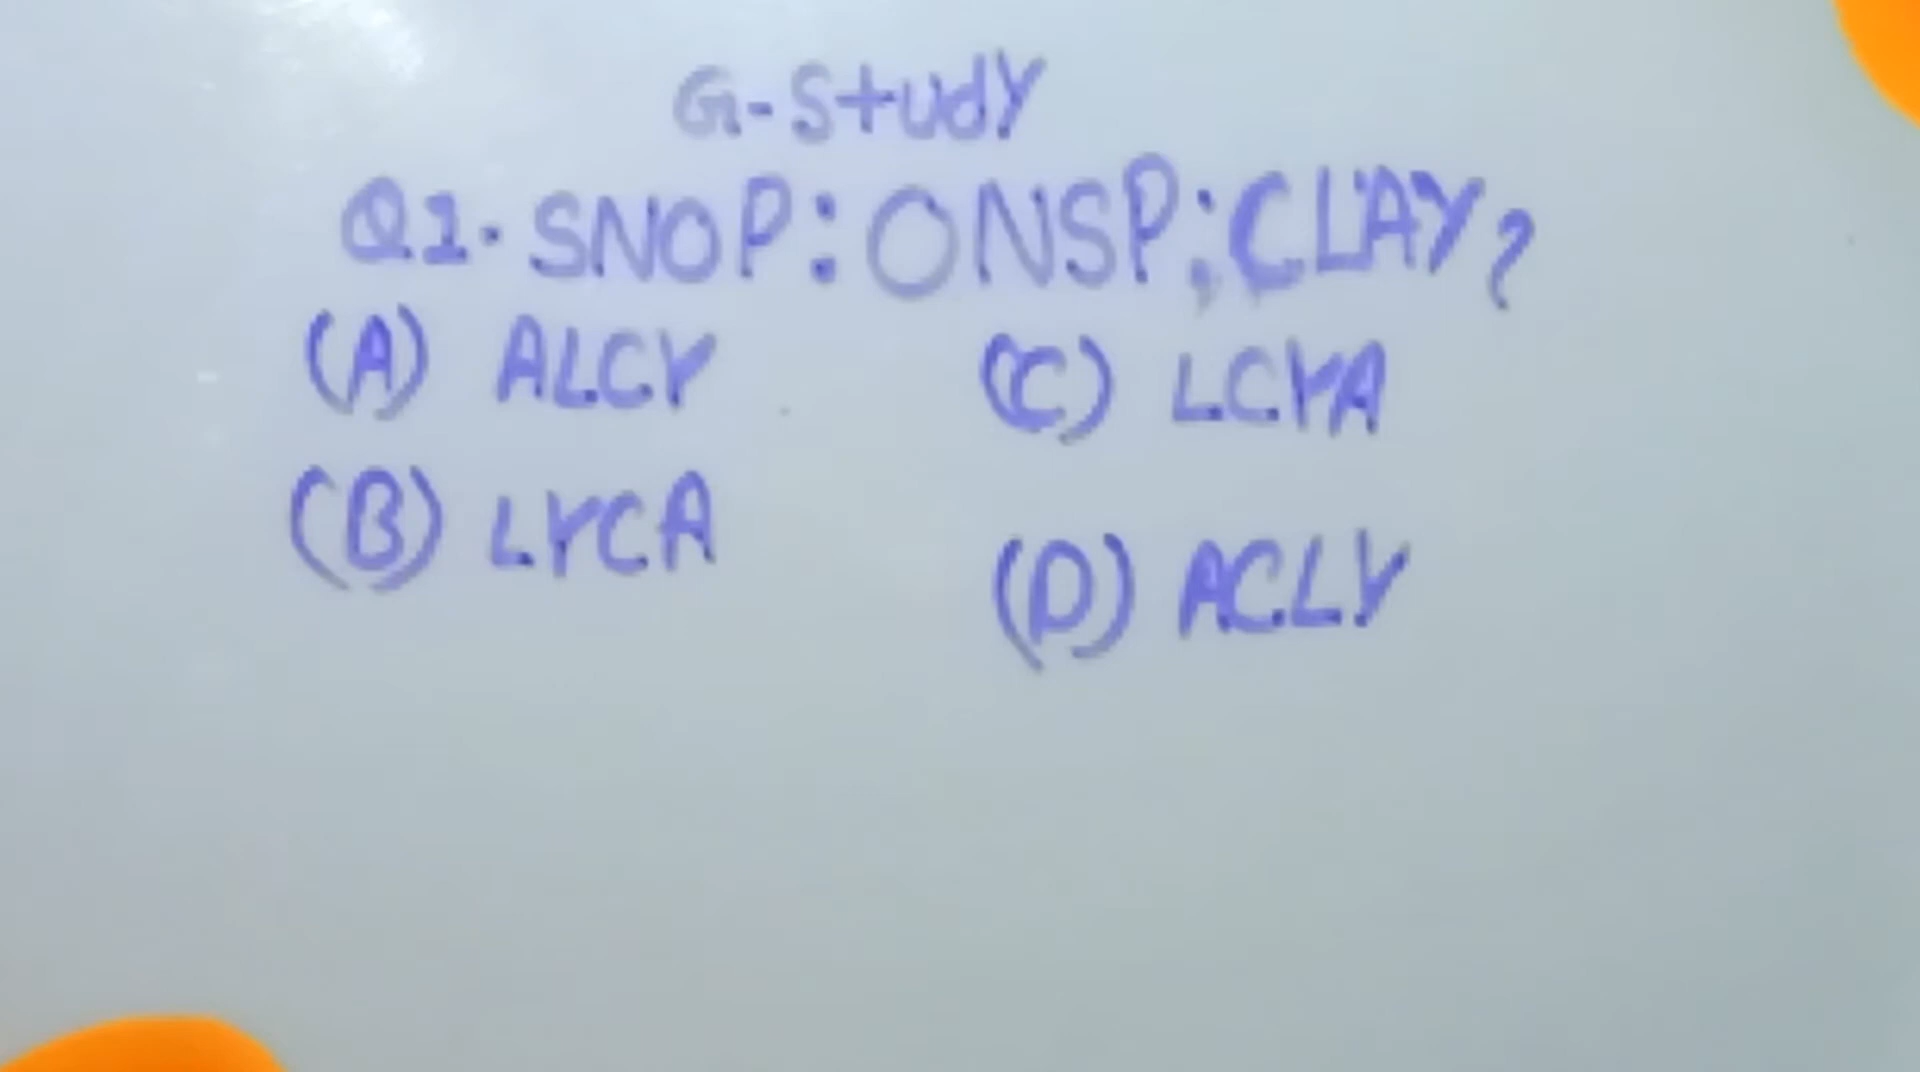 G-Study
Q1. SNOP : ONSP : CLAY ?
(A) ALCY (C) LCYA
(B) LYCA (D) ACLY